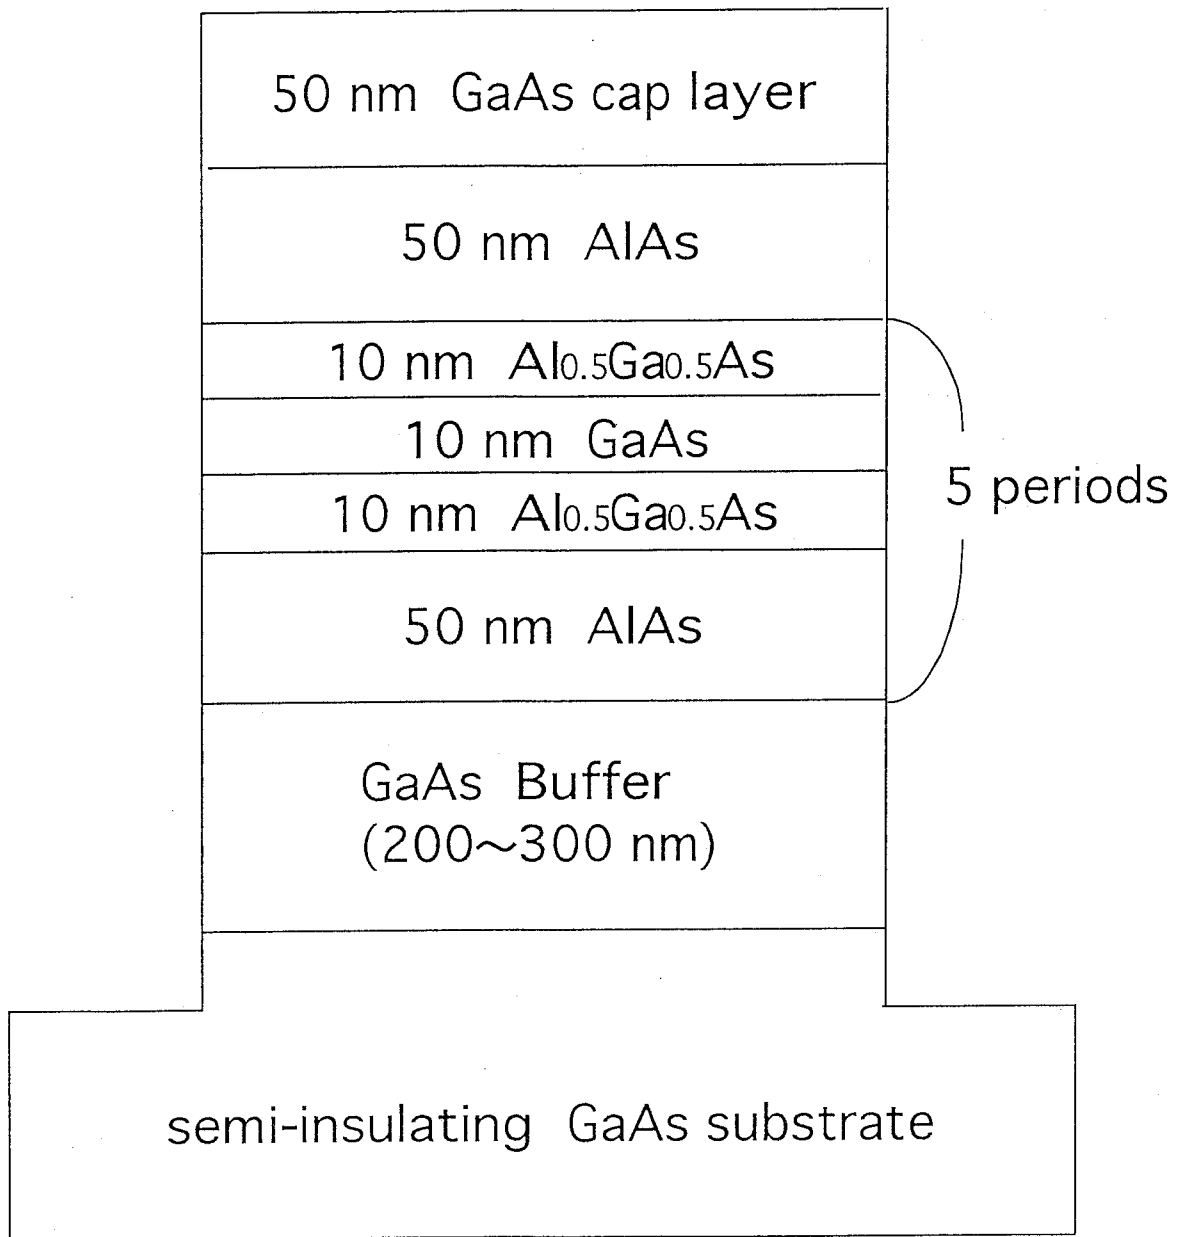 50 nm GaAs cap layer
50 nm AlAs
10 nm Al0.5Ga0.5As
10 nm GaAs
10 nm Al0.5Ga0.5As
5 periods
50 nm AlAs
GaAs Buffer
(200~300 nm)
semi-insulating GaAs substrate